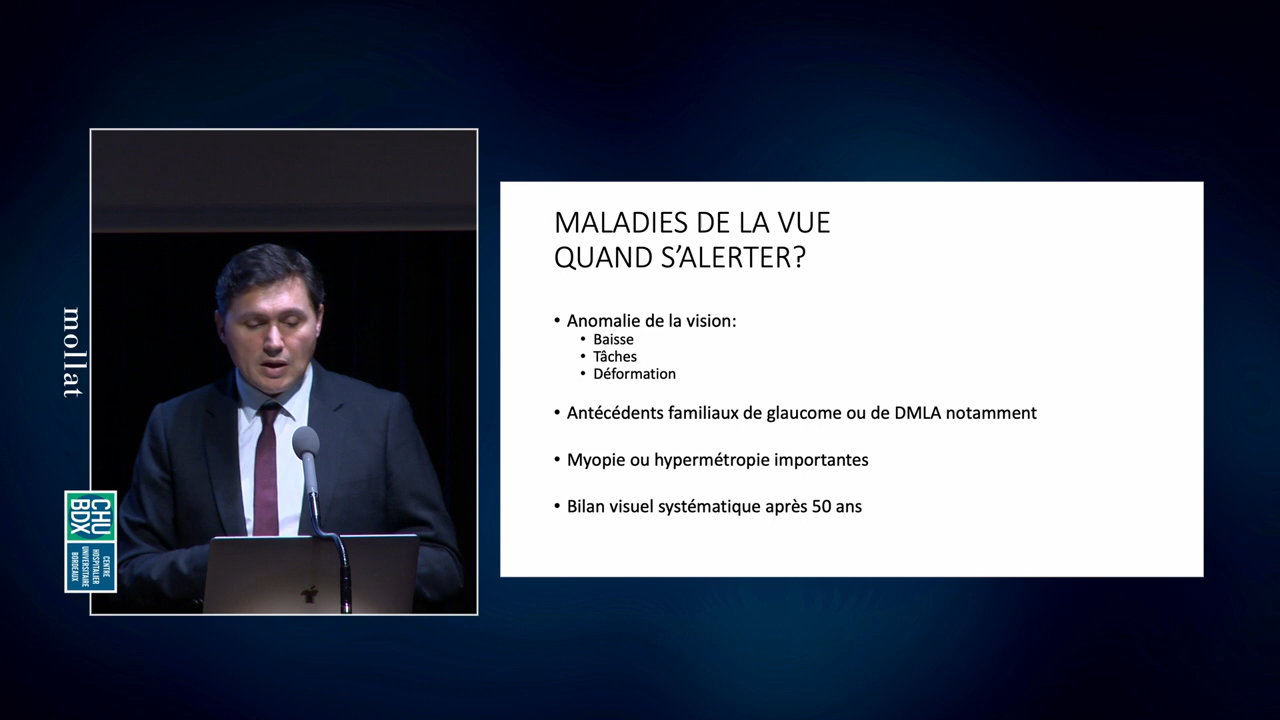 mollat
CHU
BDX
CENTRE
HOSPITALIER
UNIVERSITAIRE
BORDEAUX
MALADIES DE LA VUE
QUAND S’ALERTER?
• Anomalie de la vision:
• Baisse
• Tâches
• Déformation
• Antécédents familiaux de glaucome ou de DMLA notamment
• Myopie ou hypermétropie importantes
• Bilan visuel systématique après 50 ans